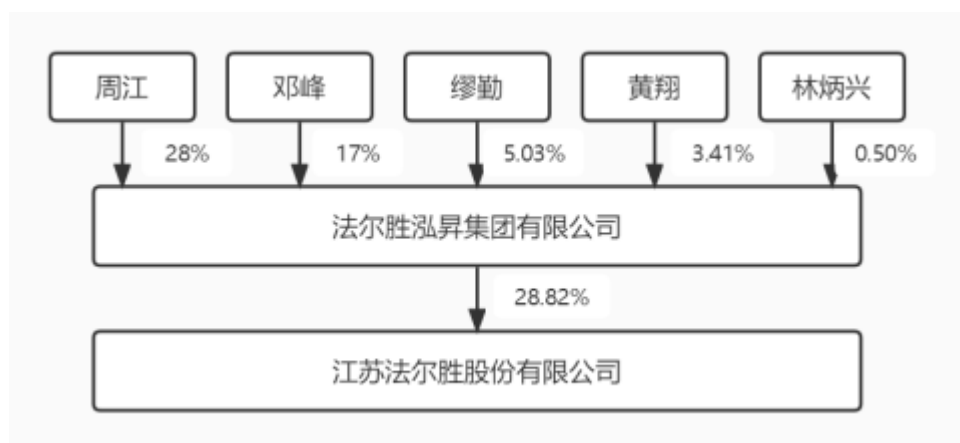 周江 邓峰 缪勤 黄翔 林炳兴
28% 17% 5.03% 3.41% 0.50%
法尔胜泓昇集团有限公司
28.82%
江苏法尔胜股份有限公司